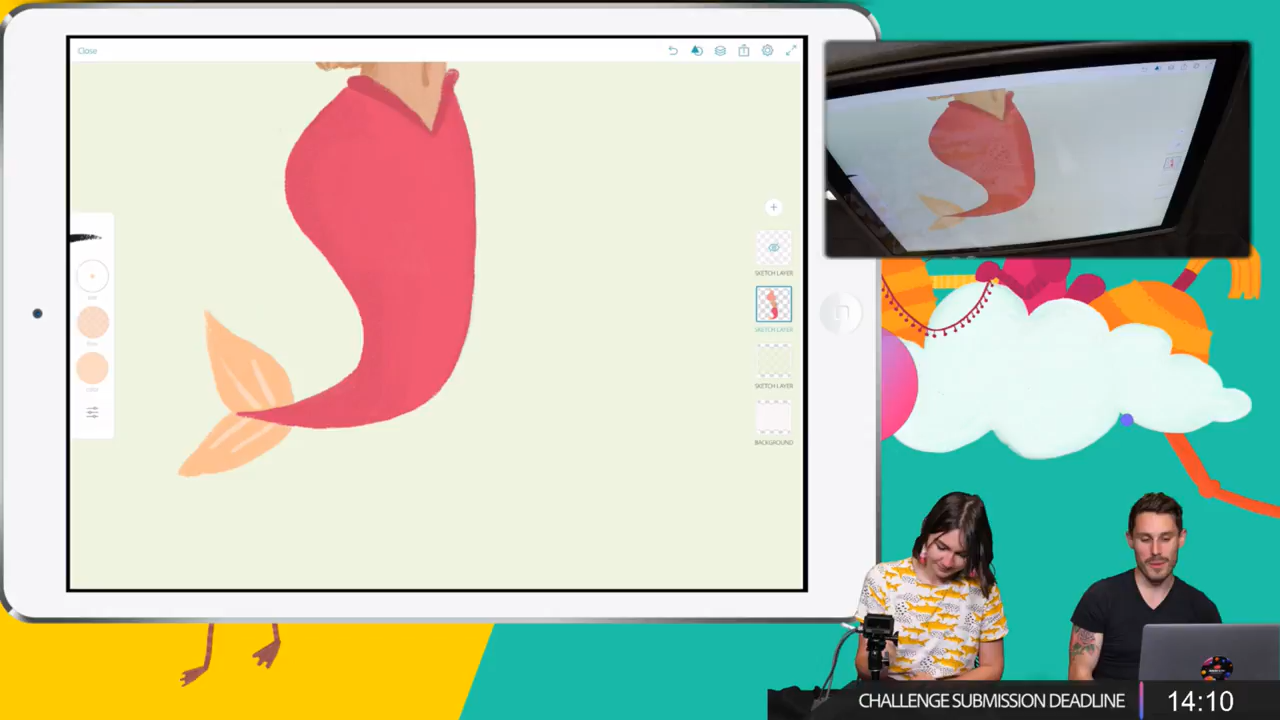 Close
SKETCH LAYER
SKETCH LAYER
SKETCH LAYER
BACKGROUND
CHALLENGE SUBMISSION DEADLINE
14:10